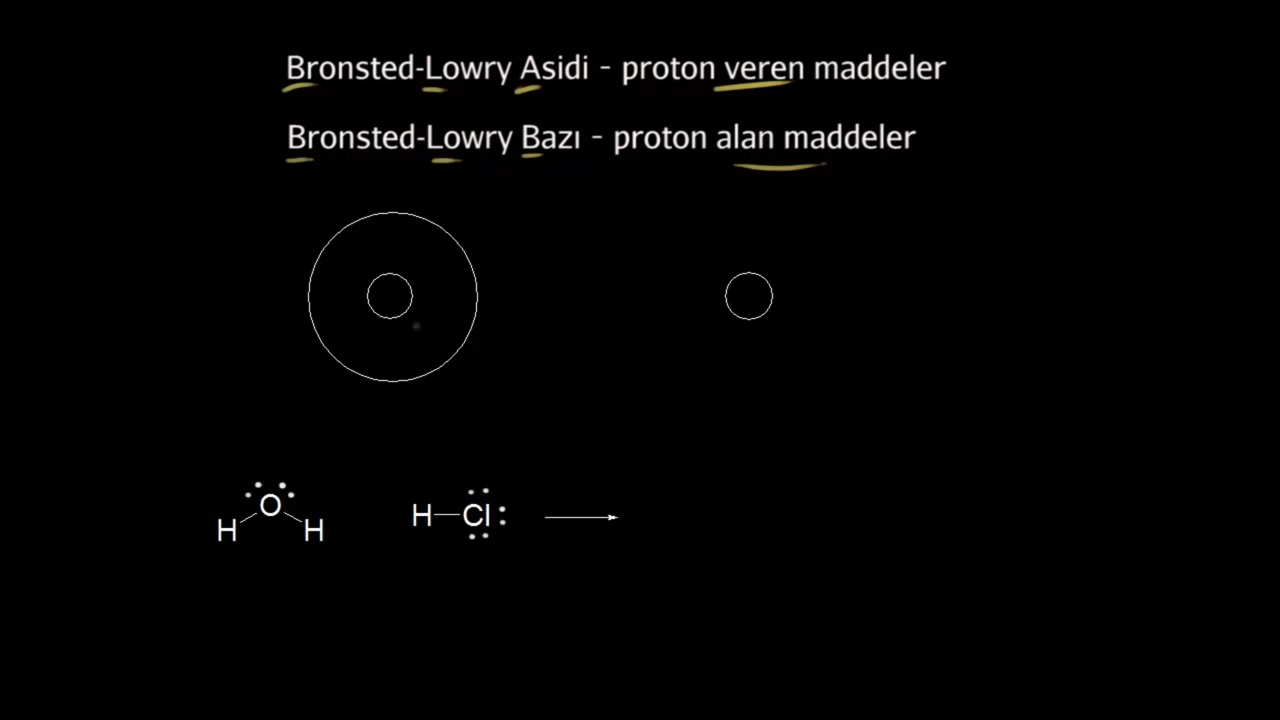 Bronsted-Lowry Asidi - proton veren maddeler
Bronsted-Lowry Bazı - proton alan maddeler
H O H H Cl